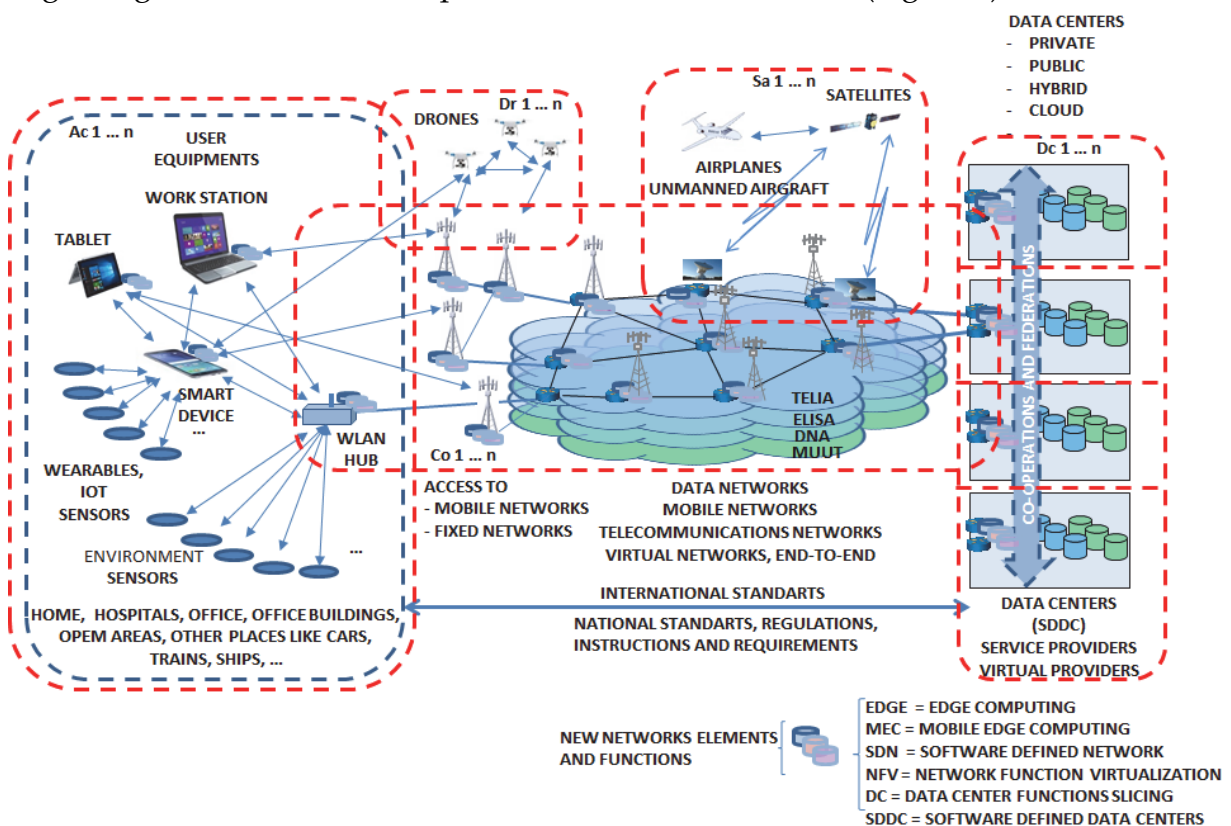 DATA CENTERS
- PRIVATE
- PUBLIC
- HYBRID
- CLOUD
Dc 1 ... n
Sa 1 ... n
SATELLITES
AIRPLANES
UNMANNED AIRGRAFT
Dr 1 ... n
DRONES
Ac 1 ... n
USER
EQUIPMENTS
WORK STATION
TABLET
SMART
DEVICE
...
WLAN
HUB
WEARABLES,
IOT
SENSORS
ENVIRONMENT
SENSORS
...
HOME, HOSPITALS, OFFICE, OFFICE BUILDINGS,
OPEM AREAS, OTHER PLACES LIKE CARS,
TRAINS, SHIPS, ...
Co 1 ... n
ACCESS TO
- MOBILE NETWORKS
- FIXED NETWORKS
TELIA
ELISA
DNA
MUUT
DATA NETWORKS
MOBILE NETWORKS
TELECOMMUNICATIONS NETWORKS
VIRTUAL NETWORKS, END-TO-END
INTERNATIONAL STANDARTS
NATIONAL STANDARTS, REGULATIONS,
INSTRUCTIONS AND REQUIREMENTS
CO-OPERATIONS AND FEDERATIONS
DATA CENTERS
(SDDC)
SERVICE PROVIDERS
VIRTUAL PROVIDERS
NEW NETWORKS ELEMENTS
AND FUNCTIONS
EDGE = EDGE COMPUTING
MEC = MOBILE EDGE COMPUTING
SDN = SOFTWARE DEFINED NETWORK
NFV = NETWORK FUNCTION VIRTUALIZATION
DC = DATA CENTER FUNCTIONS SLICING
SDDC = SOFTWARE DEFINED DATA CENTERS